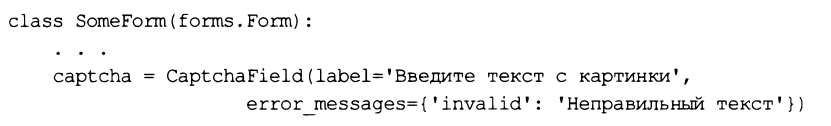 class SomeForm(forms.Form):
    . . .
    captcha = CaptchaField(label='Введите текст с картинки',
                    error_messages={'invalid': 'Неправильный текст'})